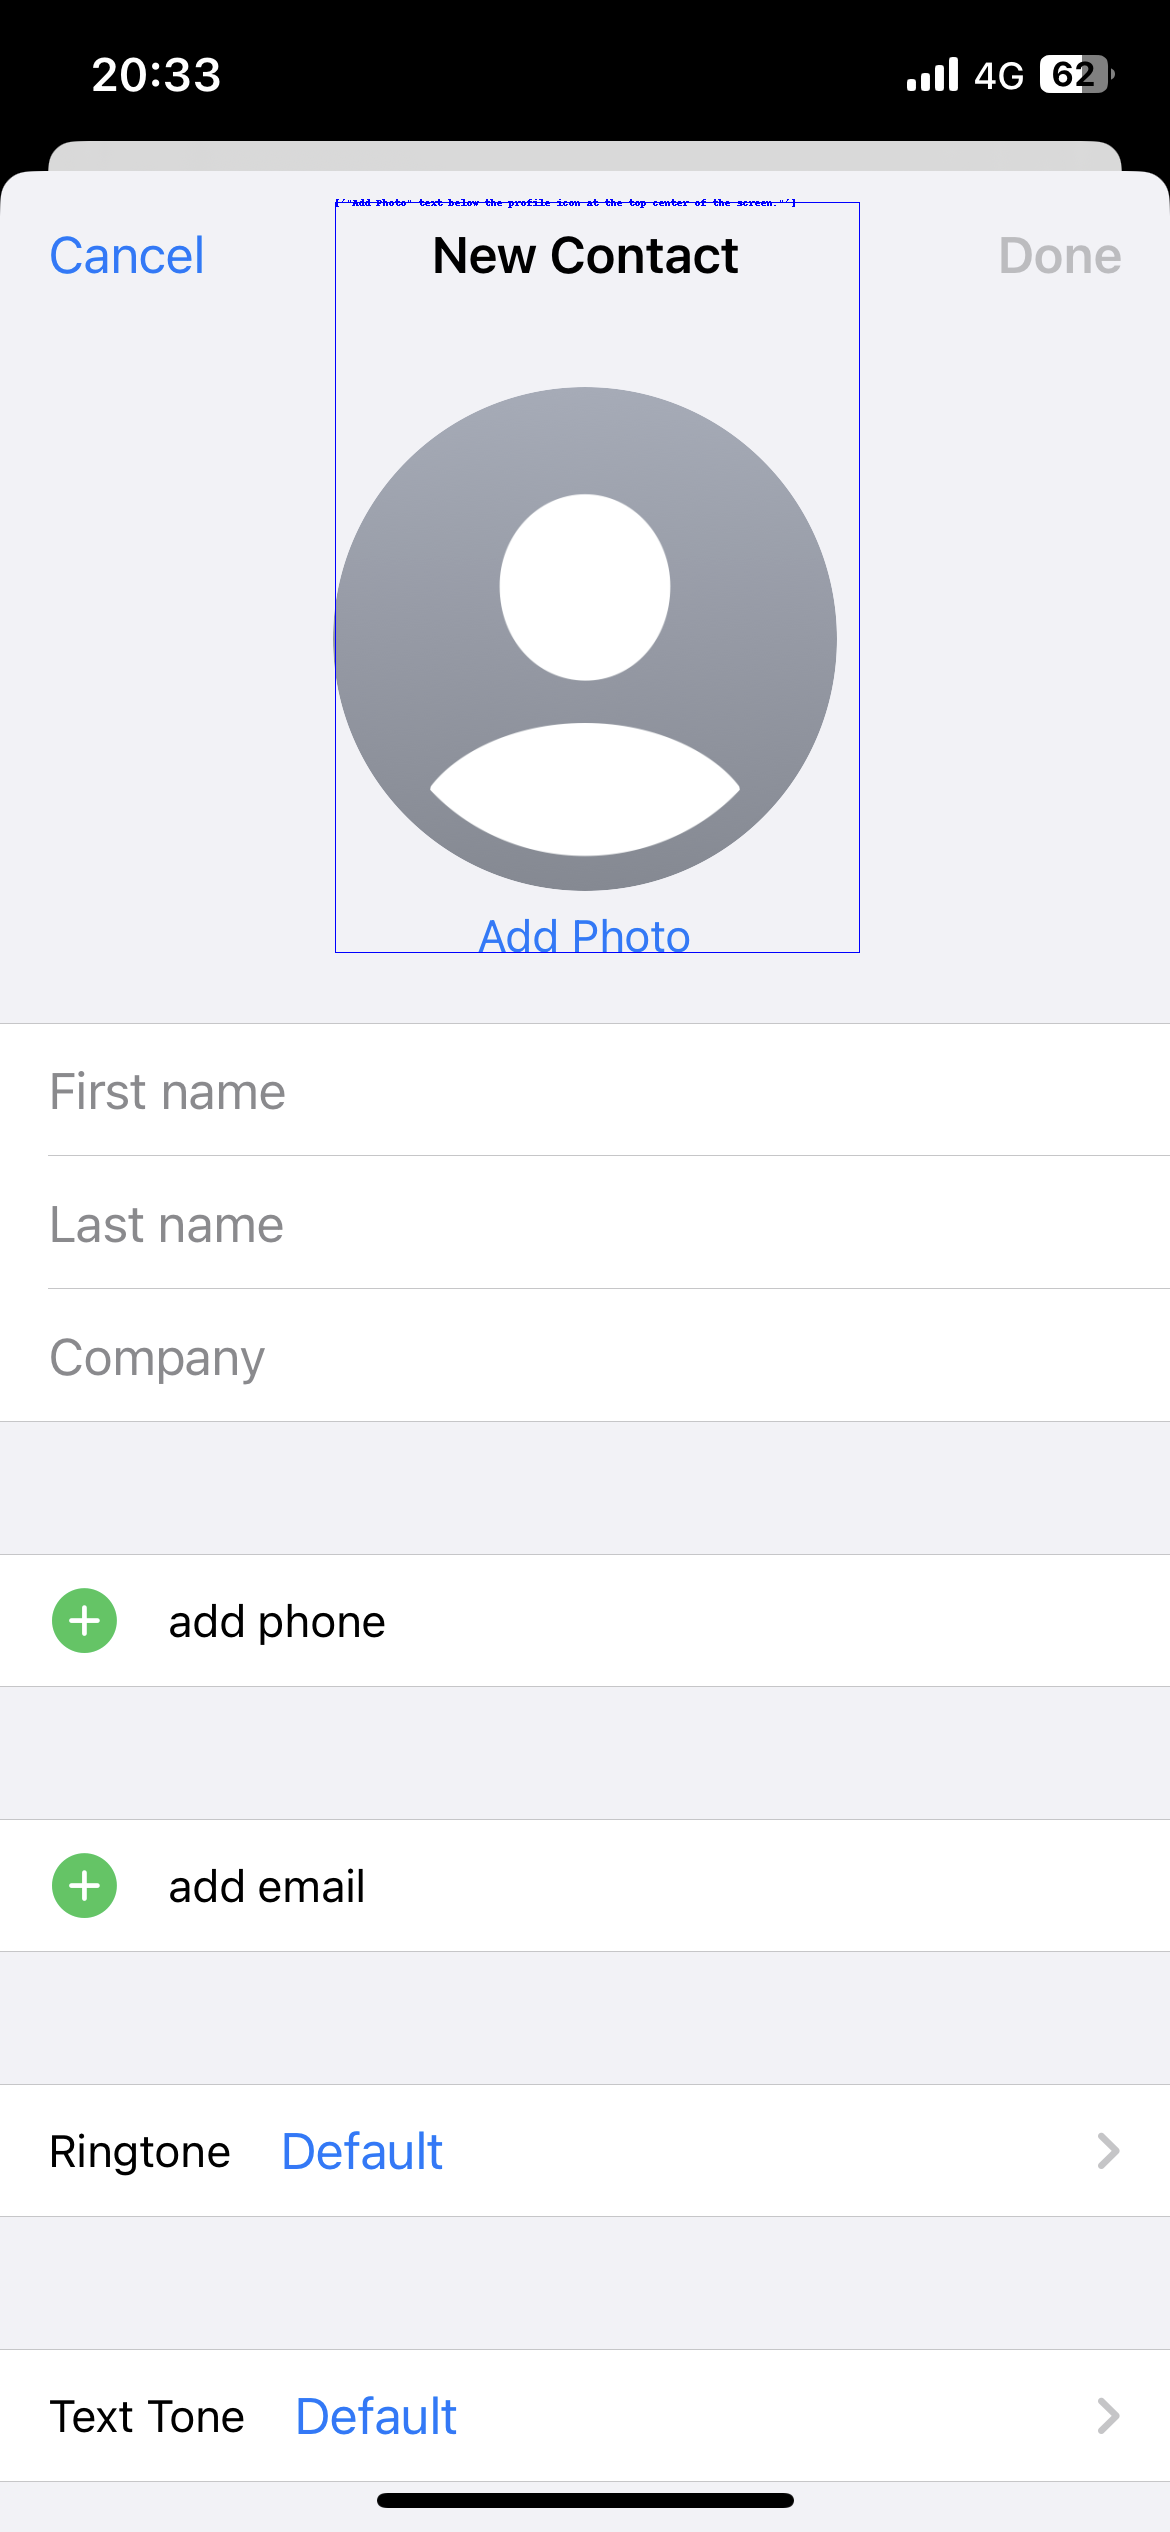 20:33
4G 62
["Add Photo" text below the profile icon at the top center of the screen."']
Cancel New Contact Done
Add Photo
First name
Last name
Company
add phone
add email
Ringtone Default
Text Tone Default